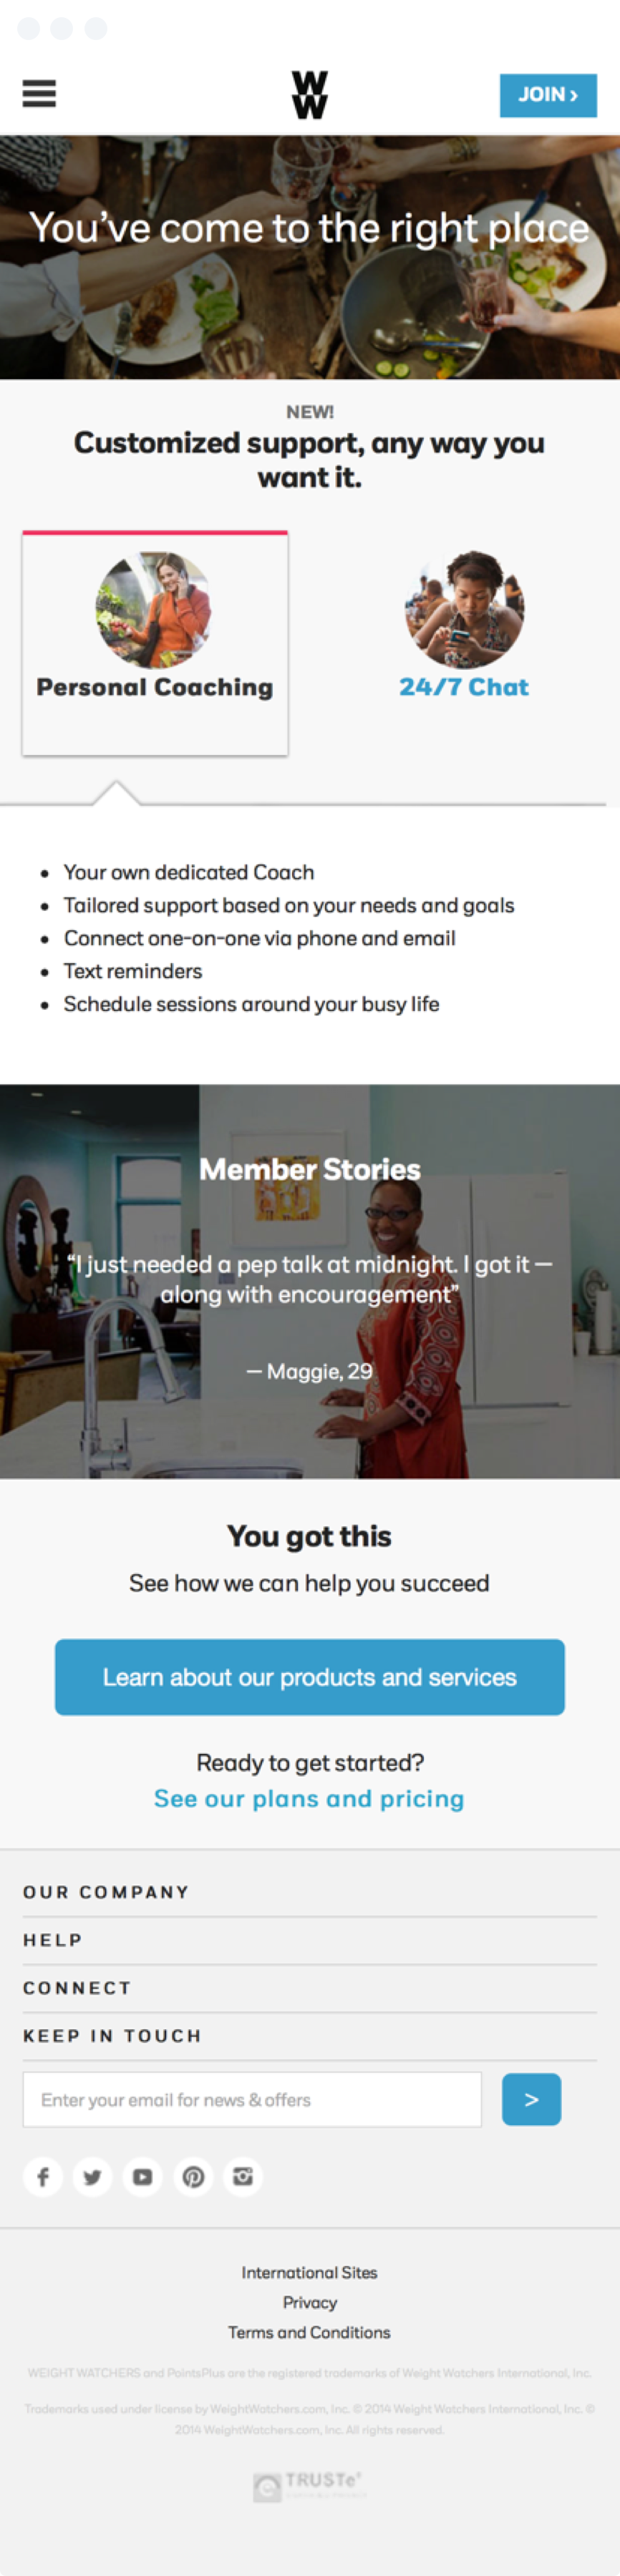 W
W
JOIN ›
You've come to the right place
NEW!
Customized support, any way you
want it.
Personal Coaching
24/7 Chat
• Your own dedicated Coach
• Tailored support based on your needs and goals
• Connect one-on-one via phone and email
• Text reminders
• Schedule sessions around your busy life
Member Stories
“I just needed a pep talk at midnight. I got it —
along with encouragement”
— Maggie, 29
You got this
See how we can help you succeed
Learn about our products and services
Ready to get started?
See our plans and pricing
OUR COMPANY
HELP
CONNECT
KEEP IN TOUCH
Enter your email for news & offers
>
International Sites
Privacy
Terms and Conditions
WEIGHT WATCHERS and PointsPlus are the registered trademarks of Weight Watchers International, Inc.
Trademarks used under license by WeightWatchers.com, Inc. © 2014 Weight Watchers International, Inc. ©
2014 WeightWatchers.com, Inc. All rights reserved.
TRUSTe